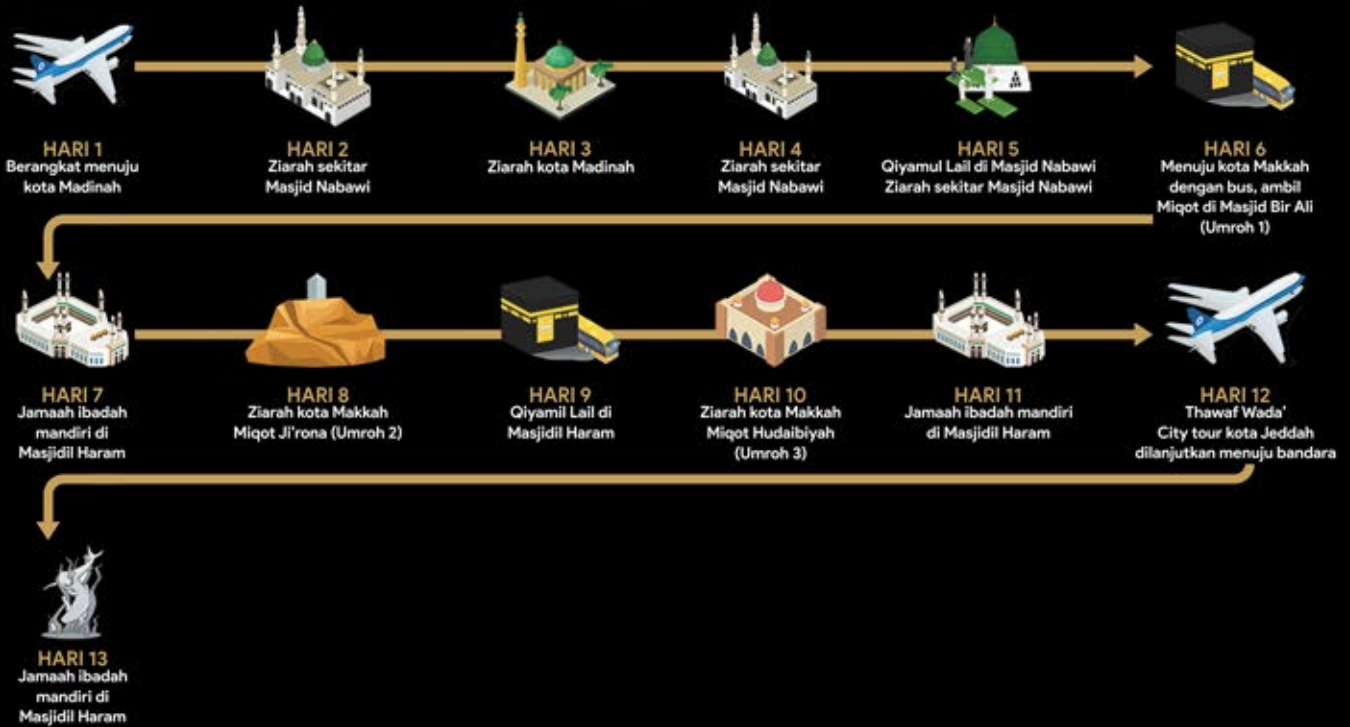 HARI 1
Berangkat menuju
kota Madinah
HARI 2
Ziarah sekitar
Masjid Nabawi
HARI 3
Ziarah kota Madinah
HARI 4
Ziarah sekitar
Masjid Nabawi
HARI 5
Qiyamul Lail di Masjid Nabawi
Ziarah sekitar Masjid Nabawi
HARI 6
Menuju kota Makkah
dengan bus, ambil
Miqot di Masjid Bir Ali
(Umroh 1)
HARI 7
Jamaah ibadah
mandiri di
Masjidil Haram
HARI 8
Ziarah kota Makkah
Miqot Ji'rona (Umroh 2)
HARI 9
Qiyamil Lail di
Masjidil Haram
HARI 10
Ziarah kota Makkah
Miqot Hudaibiyah
(Umroh 3)
HARI 11
Jamaah ibadah mandiri
di Masjidil Haram
HARI 12
Thawaf Wada'
City tour kota Jeddah
dilanjutkan menuju bandara
HARI 13
Jamaah ibadah
mandiri di
Masjidil Haram